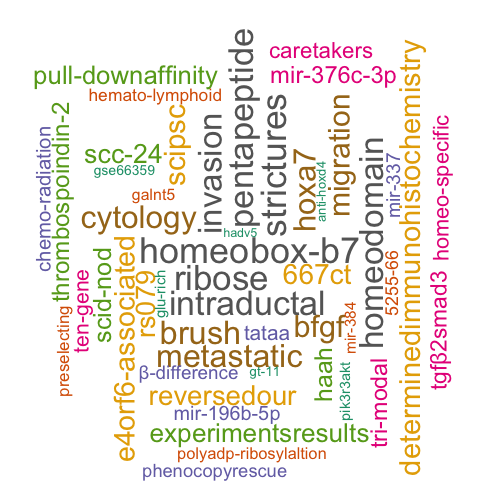 caretakers
pull-downaffinity
mir-376c-3p
hemato-lymphoid
pentapeptide
invasion
strictures
scipsc
thrombospoindin-2
chemo-radiation
scc-24
gse66359
galnt5
hoxa7
anti-hoxd4
migration
mir-337
homeodomain
determinedimmunohistochemistry
homeo-specific
cytology
hadv5
homeobox-b7
ribose
667ct
intraductal
glu-rich
rs079
e4orf6-associated
scid-nod
ten-gene
preselecting
brush
tataa
bfgf
mir-384
5255-66
tgfβ32smad3
metastatic
β-difference
gt-11
haah
pik3r3akt
tri-modal
reversedour
mir-196b-5p
experimentsresults
polyadp-ribosylaltion
phenocopyrescue